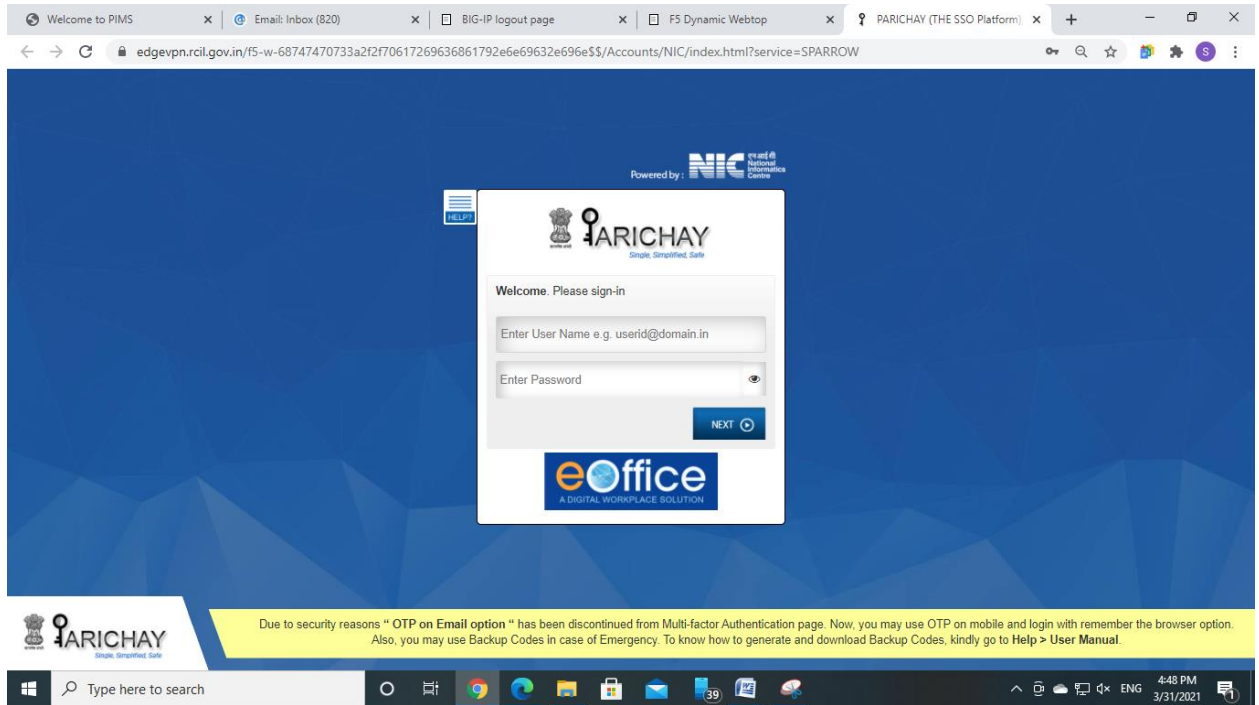 Welcome to PIMS
Email: Inbox (820)
BIG-IP logout page
F5 Dynamic Webtop
PARICHAY (THE SSO Platform)
edgevpn.rcil.gov.in/f5-w-68747470733a2f2f70617269636861792e6e69632e696e$$/Accounts/NIC/index.html?service=SPARROW
S
Powered by :
NIC
एन आई सी
National
Informatics
Centre
HELP?
PARICHAY
Single, Simplified, Safe
Welcome. Please sign-in
Enter User Name e.g. userid@domain.in
Enter Password
NEXT
eOffice
A DIGITAL WORKPLACE SOLUTION
PARICHAY
Single, Simplified, Safe
Due to security reasons “ OTP on Email option “ has been discontinued from Multi-factor Authentication page. Now, you may use OTP on mobile and login with remember the browser option.
Also, you may use Backup Codes in case of Emergency. To know how to generate and download Backup Codes, kindly go to Help > User Manual.
Type here to search
39
ENG
4:48 PM
3/31/2021
1